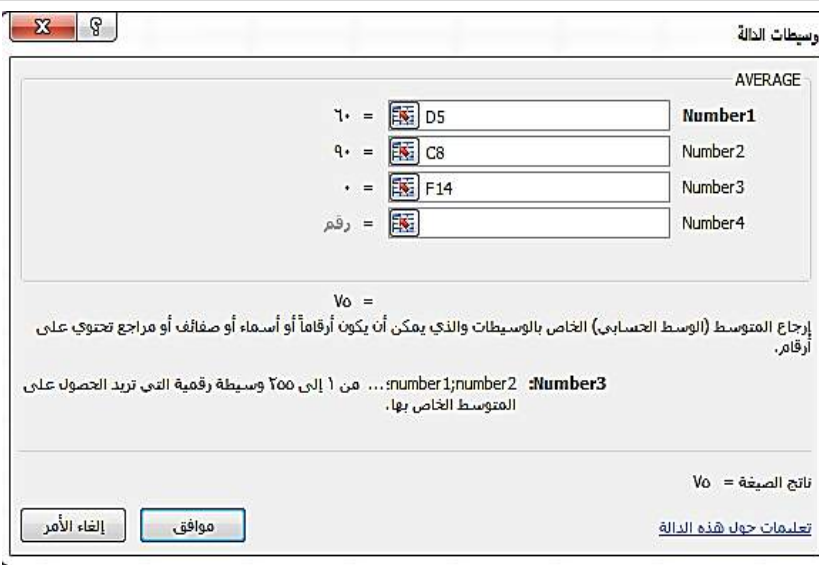 وسيطات الدالة
AVERAGE
Number1 D5 = ٦٠
Number2 C8 = ٩٠
Number3 F14 = ٠
Number4 = رقم
= ٧٥
إرجاع المتوسط (الوسط الحسابي) الخاص بالوسيطات والذي يمكن أن يكون أرقاماً أو أسماء أو صفائف أو مراجع تحتوي على
أرقام.
Number3: number1;number2;... من ١ إلى ٢٥٥ وسيطة رقمية التي تريد الحصول على
المتوسط الخاص بها.
ناتج الصيغة = ٧٥
تعليمات حول هذه الدالة
موافق
إلغاء الأمر